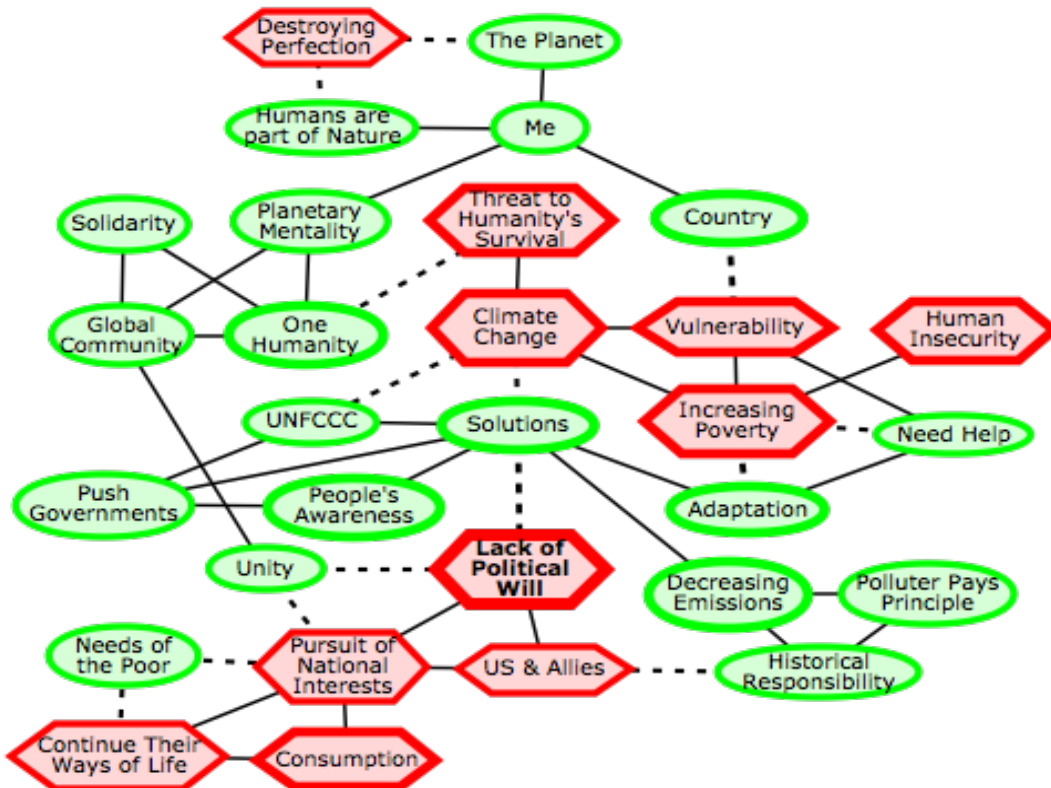 Destroying
Perfection
The Planet
Humans are
part of Nature
Me
Solidarity
Planetary
Mentality
Threat to
Humanity's
Survival
Country
Global
Community
One
Humanity
Climate
Change
Vulnerability
Human
Insecurity
UNFCCC
Solutions
Increasing
Poverty
Need Help
Push
Governments
People's
Awareness
Adaptation
Unity
Lack of
Political
Will
Decreasing
Emissions
Polluter Pays
Principle
Needs of
the Poor
Pursuit of
National
Interests
US & Allies
Historical
Responsibility
Continue Their
Ways of Life
Consumption